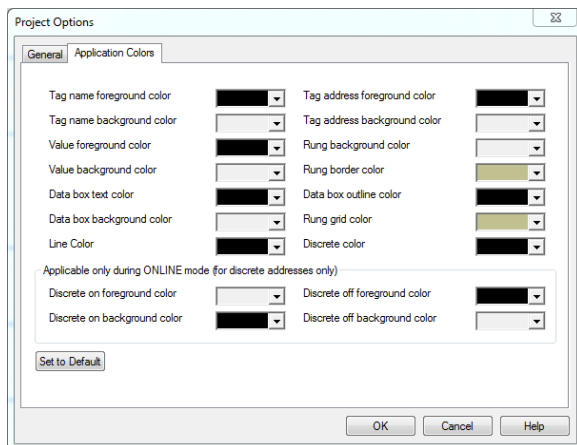 Project Options
General Application Colors
Tag name foreground color Tag address foreground color
Tag name background color Tag address background color
Value foreground color Rung background color
Value background color Rung border color
Data box text color Data box outline color
Data box background color Rung grid color
Line Color Discrete color
Applicable only during ONLINE mode (for discrete addresses only)
Discrete on foreground color Discrete off foreground color
Discrete on background color Discrete off background color
Set to Default
OK Cancel Help